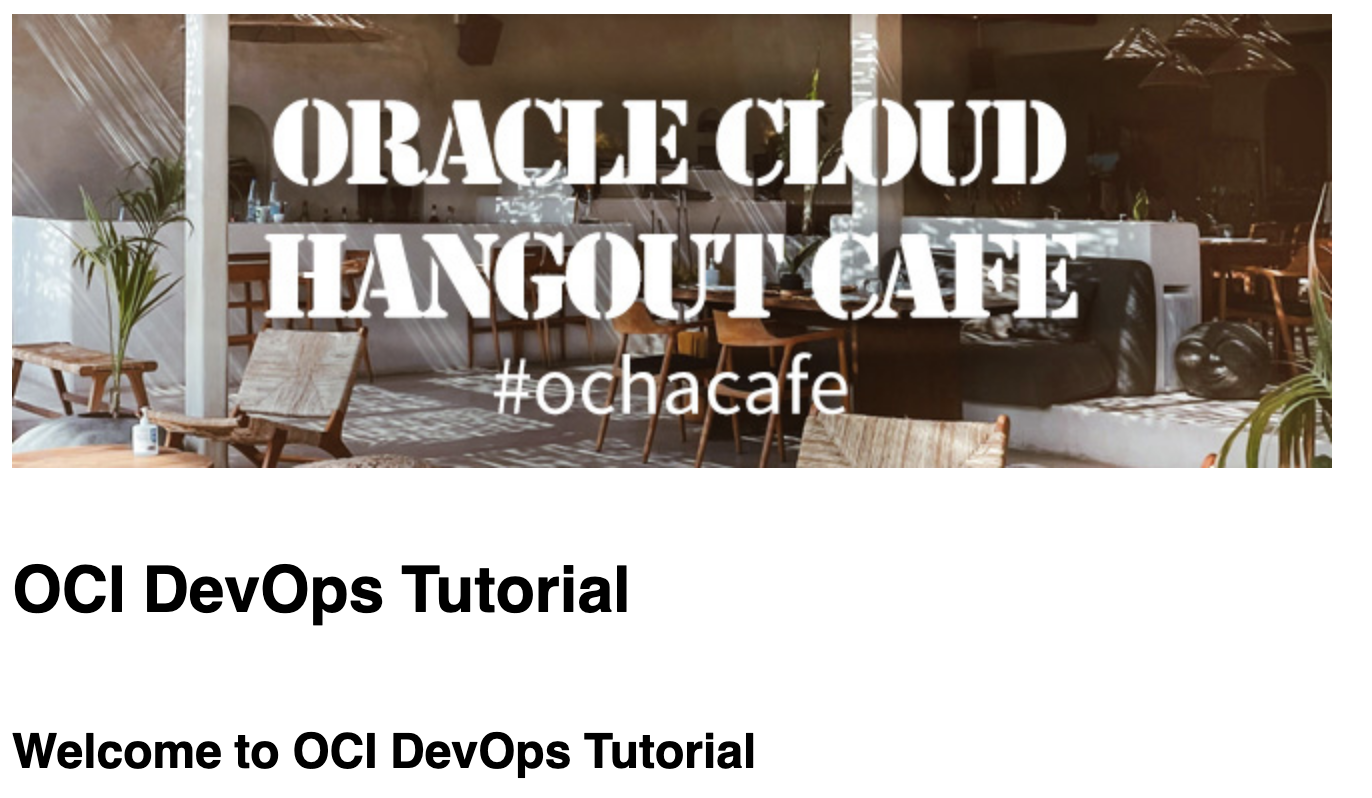 ORACLE CLOUD
HANGOUT CAFE
#ochacafe
OCI DevOps Tutorial
Welcome to OCI DevOps Tutorial